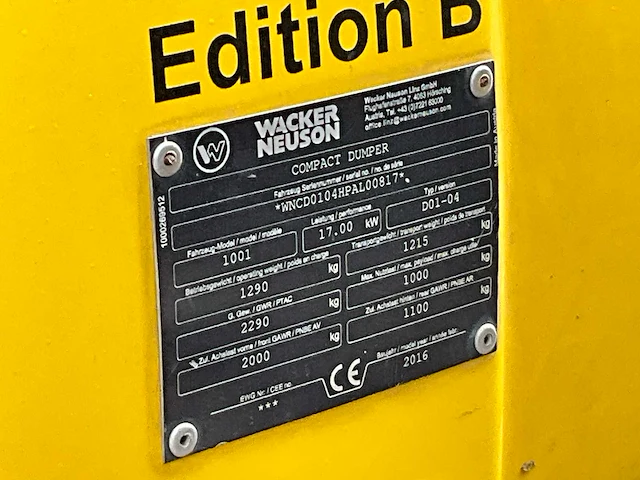 Edition B
W
WACKER
NEUSON
Wacker Neuson Linz GmbH
Flughafenstraße 7, 4063 Hörsching
Austria, Tel. +43 (0)7221 63000
office.linz@wackerneuson.com
Made in Austria
1000269512
COMPACT DUMPER
Fahrzeug Seriennummer / serial no. / no. de série
*WNCD0104HPAL00817*
Fahrzeug-Model / model / modèle
1001
Leistung / performance
17.00 kW
Typ / version
D01-04
Betriebsgewicht / operating weight / poids en charge
1290 kg
Transportgewicht / transport weight / poids de transport
1215 kg
G. Gew. / GWR / PTAC
2290 kg
Max. Nutzlast / max. payload / max. charge utile
1000 kg
Zul. Achslast vorne / front GAWR / PNBE AV
2000 kg
Zul. Achslast hinten / rear GAWR / PNBE AR
1100 kg
EWG Nr. / CEE no.
***
CE
Baujahr / model year / année fabr.
2016